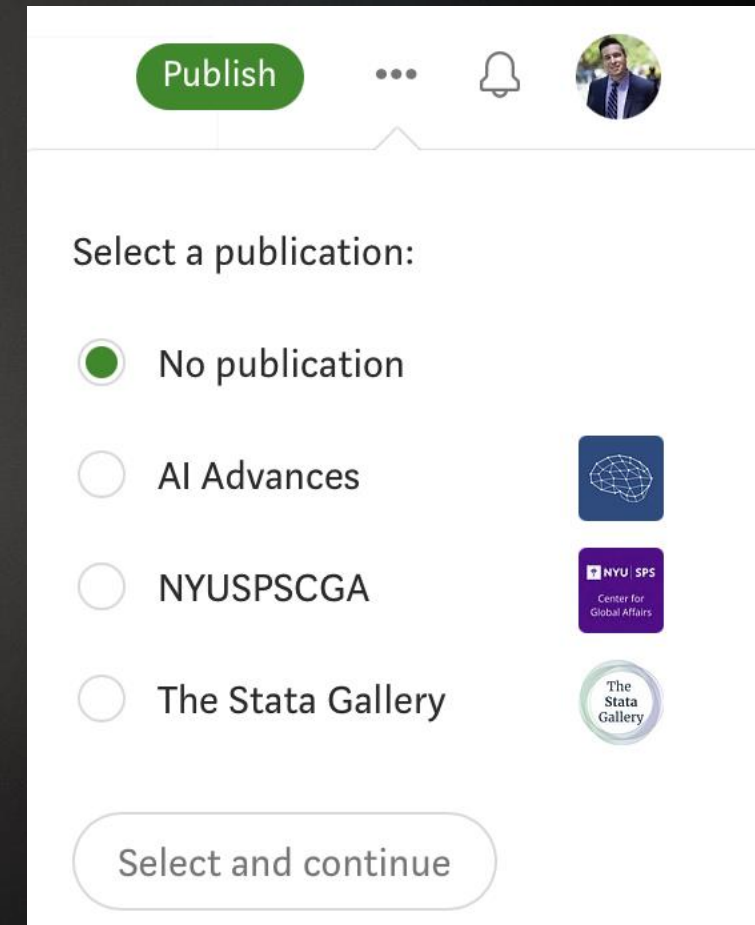 Publish
Select a publication:
No publication
AI Advances
NYUSPSCGA
NYU SPS
Center for
Global Affairs
The Stata Gallery
The
Stata
Gallery
Select and continue